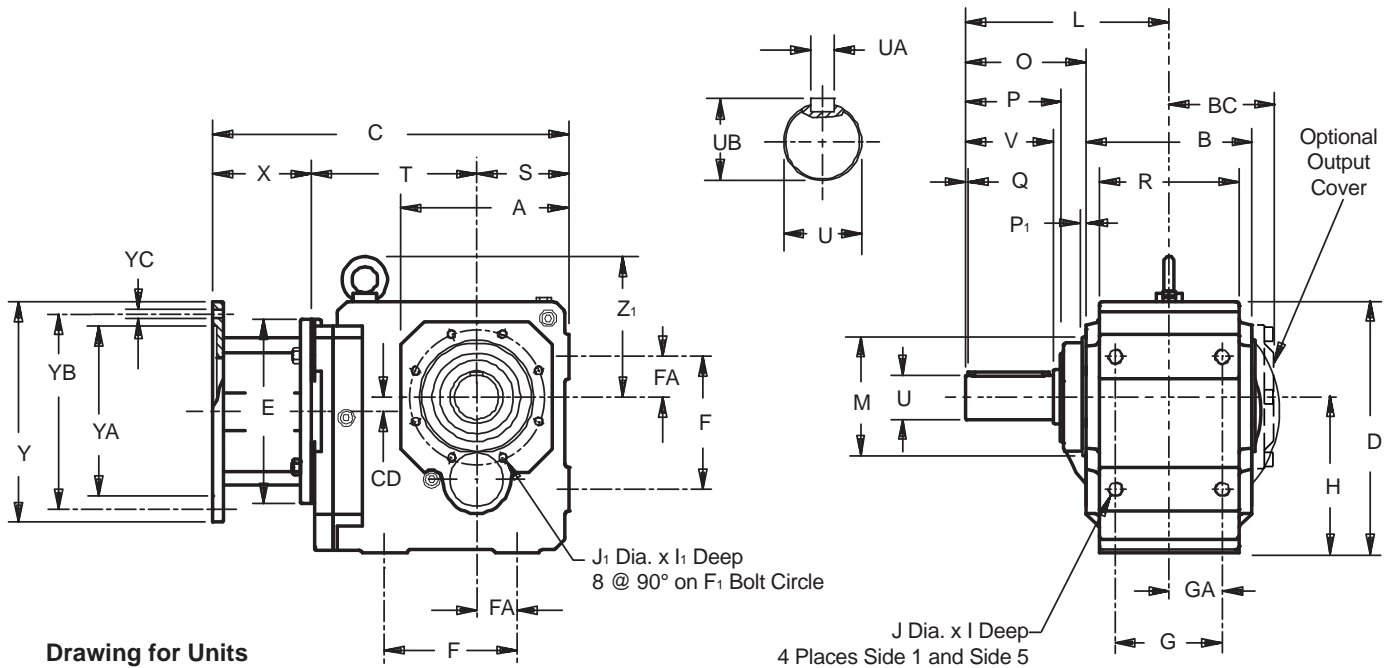 L
UA
O
P
BC
C
UB
V
B
Optional
Output
Cover
X
T
S
Q
R
A
P₁
U
YC
Z₁
FA
YB
E
F
M
U
YA
D
Y
CD
H
J₁ Dia. x I₁ Deep
8 @ 90° on F₁ Bolt Circle
FA
GA
J Dia. x I Deep
G
F
4 Places Side 1 and Side 5
Drawing for Units